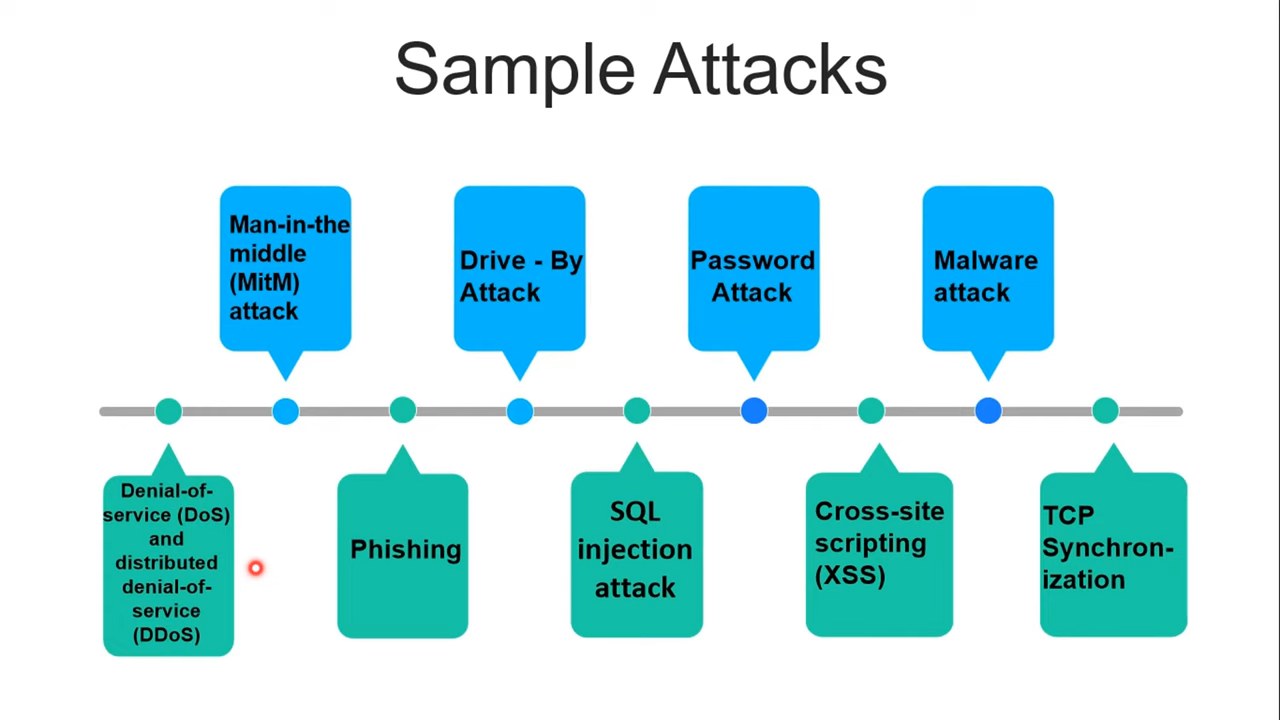 Sample Attacks
Man-in-the
middle
(MitM)
attack
Drive - By
Attack
Password
Attack
Malware
attack
Denial-of-
service (DoS)
and
distributed
denial-of-
service
(DDoS)
Phishing
SQL
injection
attack
Cross-site
scripting
(XSS)
TCP
Synchron-
ization